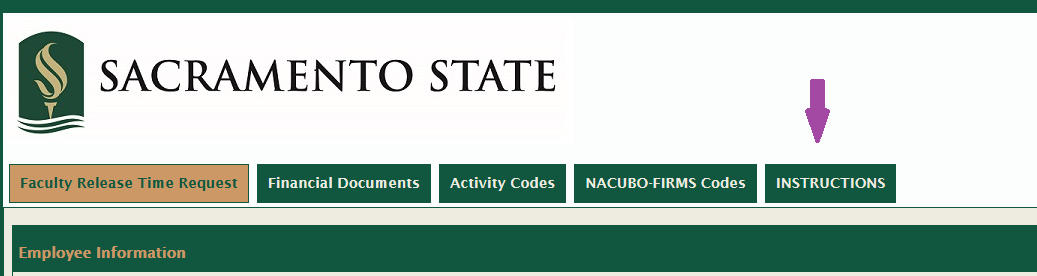 SACRAMENTO STATE
Faculty Release Time Request Financial Documents Activity Codes NACUBO-FIRMS Codes INSTRUCTIONS
Employee Information